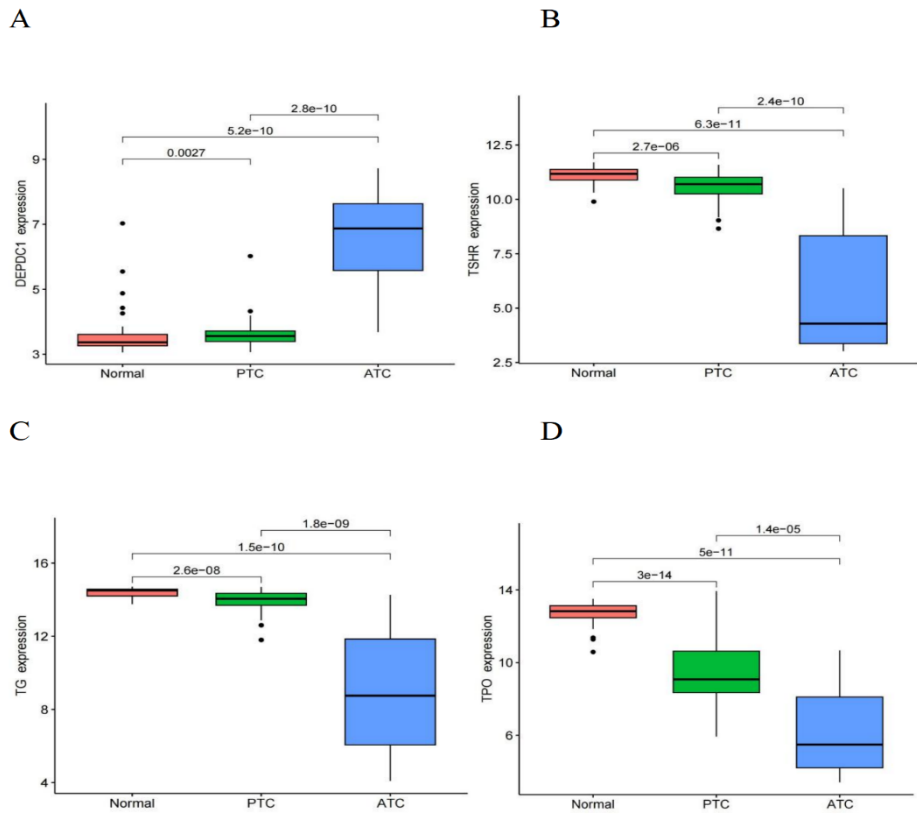 A
DEPDC1 expression
9
7
5
3
2.8e−10
5.2e−10
0.0027
Normal PTC ATC
B
TSHR expression
12.5
10.0
7.5
5.0
2.5
2.4e−10
6.3e−11
2.7e−06
Normal PTC ATC
C
TG expression
16
12
8
4
1.8e−09
1.5e−10
2.6e−08
Normal PTC ATC
D
TPO expression
13
10
6
1.4e−05
5e−11
3e−14
Normal PTC ATC